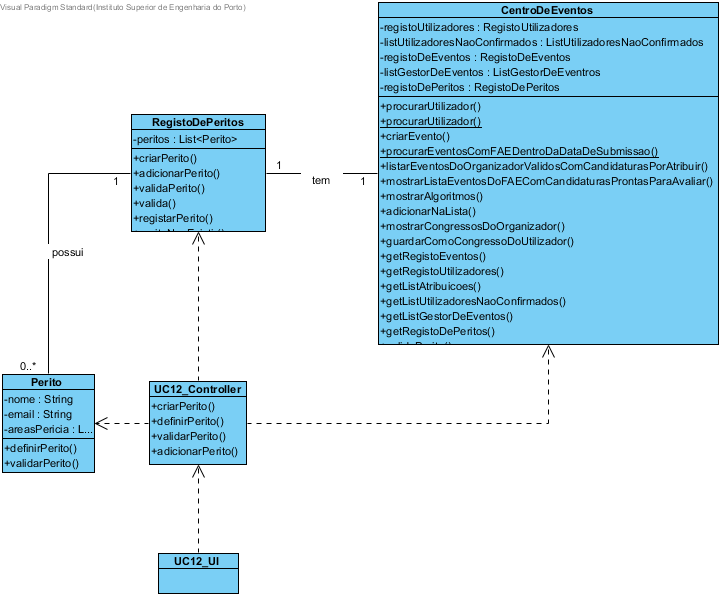 Visual Paradigm Standard(Instituto Superior de Engenharia do Porto)
CentroDeEventos
-registoUtilizadores : RegistoUtilizadores
-listUtilizadoresNaoConfirmados : ListUtilizadoresNaoConfirmados
-registoDeEventos : RegistoDeEventos
-listGestorDeEventos : ListGestorDeEventros
-registoDePeritos : RegistoDePeritos
+procurarUtilizador()
+procurarUtilizador()
+criarEvento()
+procurarEventosComFAEDentroDaDataDeSubmissao()
+listarEventosDoOrganizadorValidosComCandidaturasPorAtribuir()
+mostrarListaEventosDoFAEComCandidaturasProntasParaAvaliar()
+mostrarAlgoritmos()
+adicionarNaLista()
+mostrarCongressosDoOrganizador()
+guardarComoCongressoDoUtilizador()
+getRegistoEventos()
+getRegistoUtilizadores()
+getListAtribuicoes()
+getListUtilizadoresNaoConfirmados()
+getListGestorDeEventos()
+getRegistoDePeritos()
RegistoDePeritos
-peritos : List<Perito>
+criarPerito()
+adicionarPerito()
+validaPerito()
+valida()
+registarPerito()
1
tem
1
1
possui
0..*
Perito
-nome : String
-email : String
-areasPericia : L...
+definirPerito()
+validarPerito()
UC12_Controller
+criarPerito()
+definirPerito()
+validarPerito()
+adicionarPerito()
UC12_UI